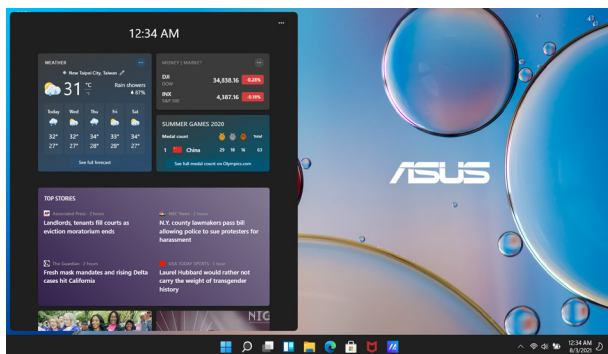 12:34 AM
WEATHER
New Taipei City, Taiwan
31 °C
°F
Rain showers
87%
Today Wed Thu Fri Sat
32° 32° 34° 33° 34°
27° 27° 28° 28° 27°
See full forecast
MONEY | MARKET
DJI
DOW
34,838.16
-0.28%
INX
S&P 500
4,387.16
-0.18%
SUMMER GAMES 2020
Medal count
Total
1 China 29 18 16 63
See full medal count on Olympics.com
TOP STORIES
Associated Press · 2 hours
Landlords, tenants fill courts as
eviction moratorium ends
NBC News · 2 hours
N.Y. county lawmakers pass bill
allowing police to sue protesters for
harassment
The Guardian · 2 hours
Fresh mask mandates and rising Delta
cases hit California
USA TODAY SPORTS · 1 hour
Laurel Hubbard would rather not
carry the weight of transgender
history
NIG
ASUS
12:34 AM
8/3/2021